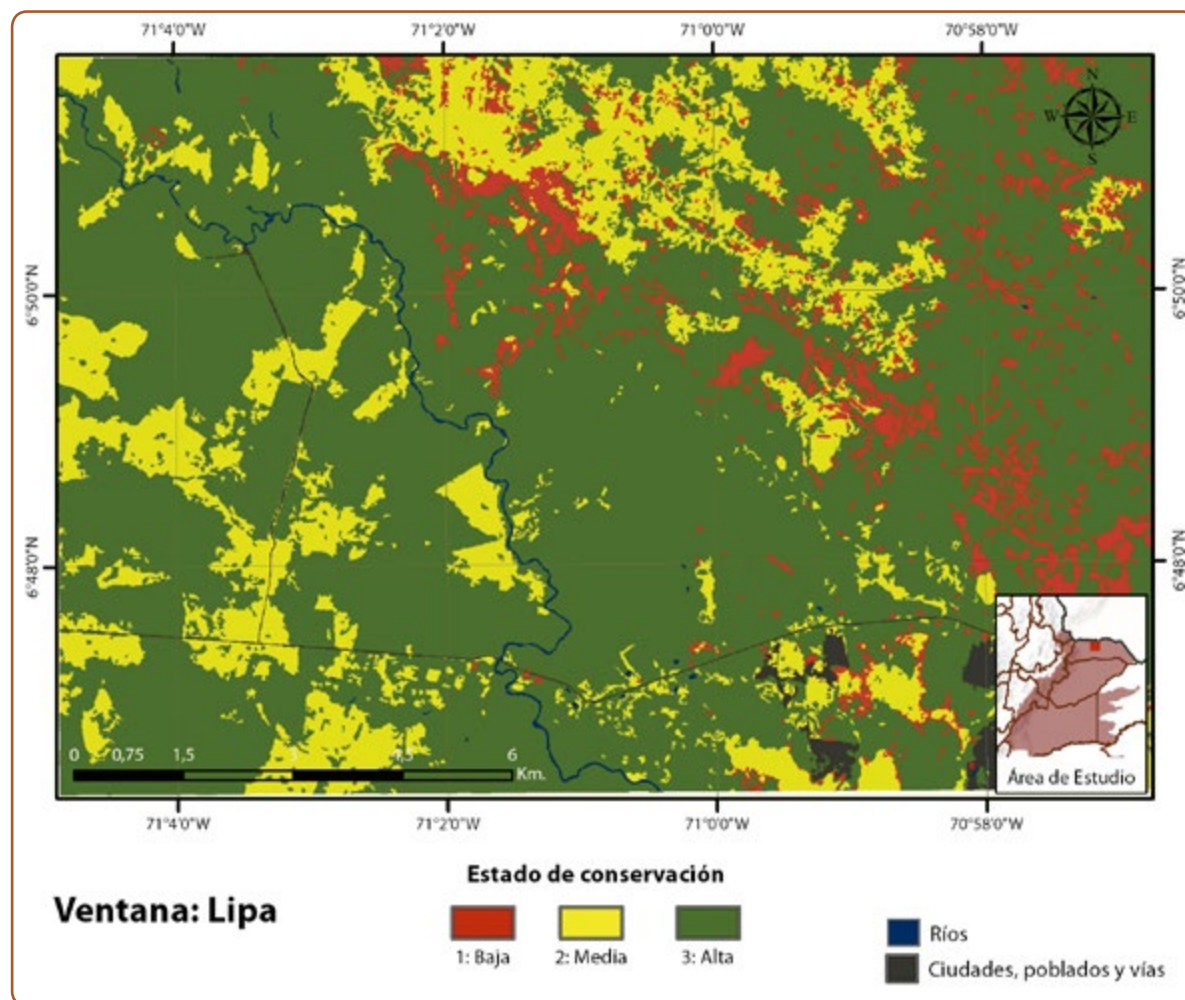 71°4'0"W 71°2'0"W 71°0'0"W 70°58'0"W
N
W E
S
6°50'0"N 6°50'0"N
6°48'0"N 6°48'0"N
0 0,75 1,5 3 4,5 6
Km.
Área de Estudio
71°4'0"W 71°2'0"W 71°0'0"W 70°58'0"W
Estado de conservación
Ventana: Lipa
1: Baja 2: Media 3: Alta
Ríos
Ciudades, poblados y vías